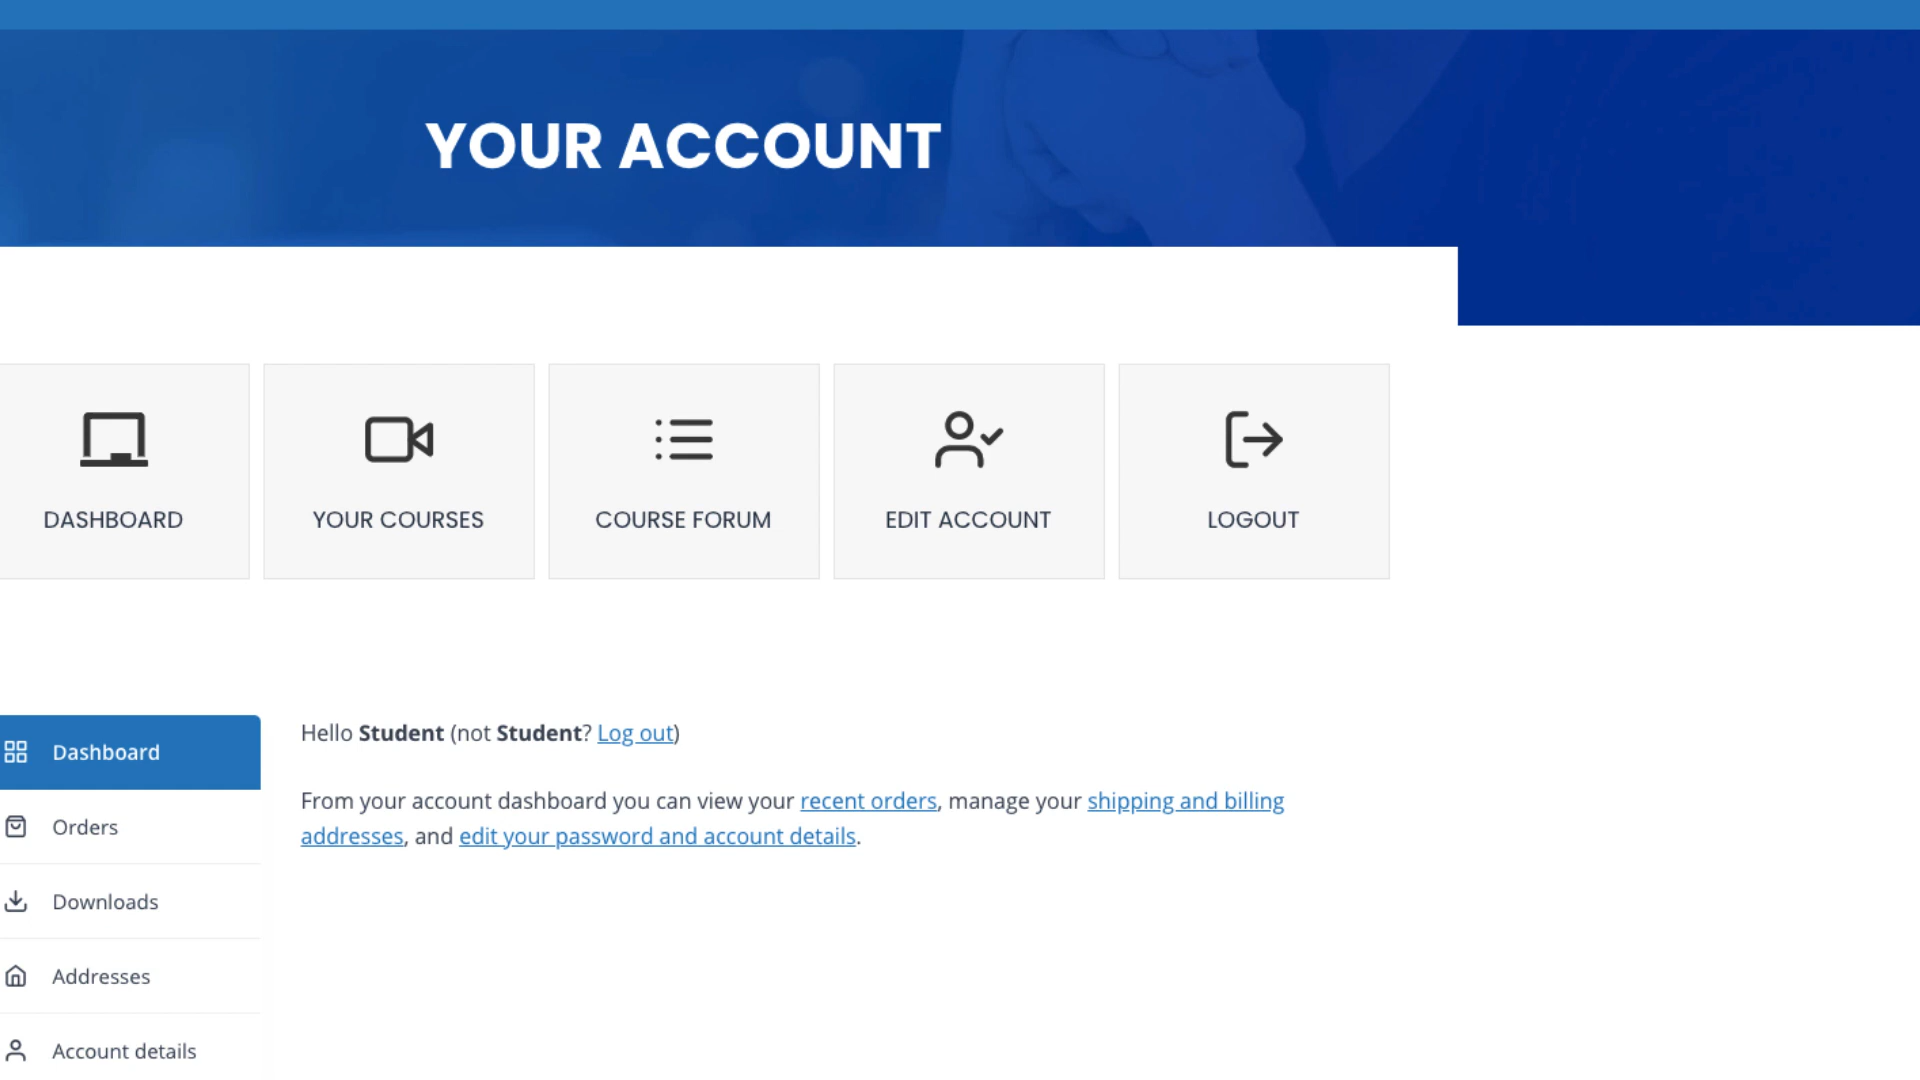 YOUR ACCOUNT
DASHBOARD
YOUR COURSES
COURSE FORUM
EDIT ACCOUNT
LOGOUT
Dashboard
Orders
Downloads
Addresses
Account details
Hello Student (not Student? Log out)
From your account dashboard you can view your recent orders, manage your shipping and billing
addresses, and edit your password and account details.